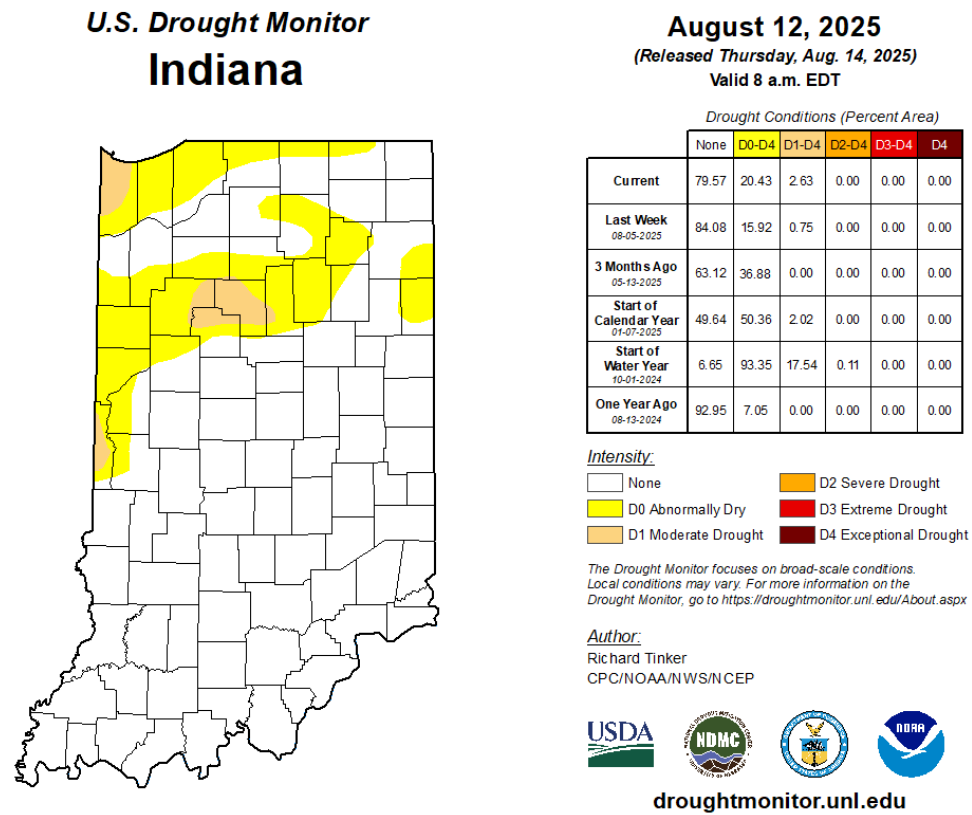 U.S. Drought Monitor
Indiana
August 12, 2025
(Released Thursday, Aug. 14, 2025)
Valid 8 a.m. EDT
Drought Conditions (Percent Area)
None D0-D4 D1-D4 D2-D4 D3-D4 D4
Current 79.57 20.43 2.63 0.00 0.00 0.00
Last Week
08-05-2025 84.08 15.92 0.75 0.00 0.00 0.00
3 Months Ago
05-13-2025 63.12 36.88 0.00 0.00 0.00 0.00
Start of
Calendar Year
01-07-2025 49.64 50.36 2.02 0.00 0.00 0.00
Start of
Water Year
10-01-2024 6.65 93.35 17.54 0.11 0.00 0.00
One Year Ago
08-13-2024 92.95 7.05 0.00 0.00 0.00 0.00
Intensity:
None
D0 Abnormally Dry
D1 Moderate Drought
D2 Severe Drought
D3 Extreme Drought
D4 Exceptional Drought
The Drought Monitor focuses on broad-scale conditions.
Local conditions may vary. For more information on the
Drought Monitor, go to https://droughtmonitor.unl.edu/About.aspx
Author:
Richard Tinker
CPC/NOAA/NWS/NCEP
USDA
NDMC
NOAA
droughtmonitor.unl.edu